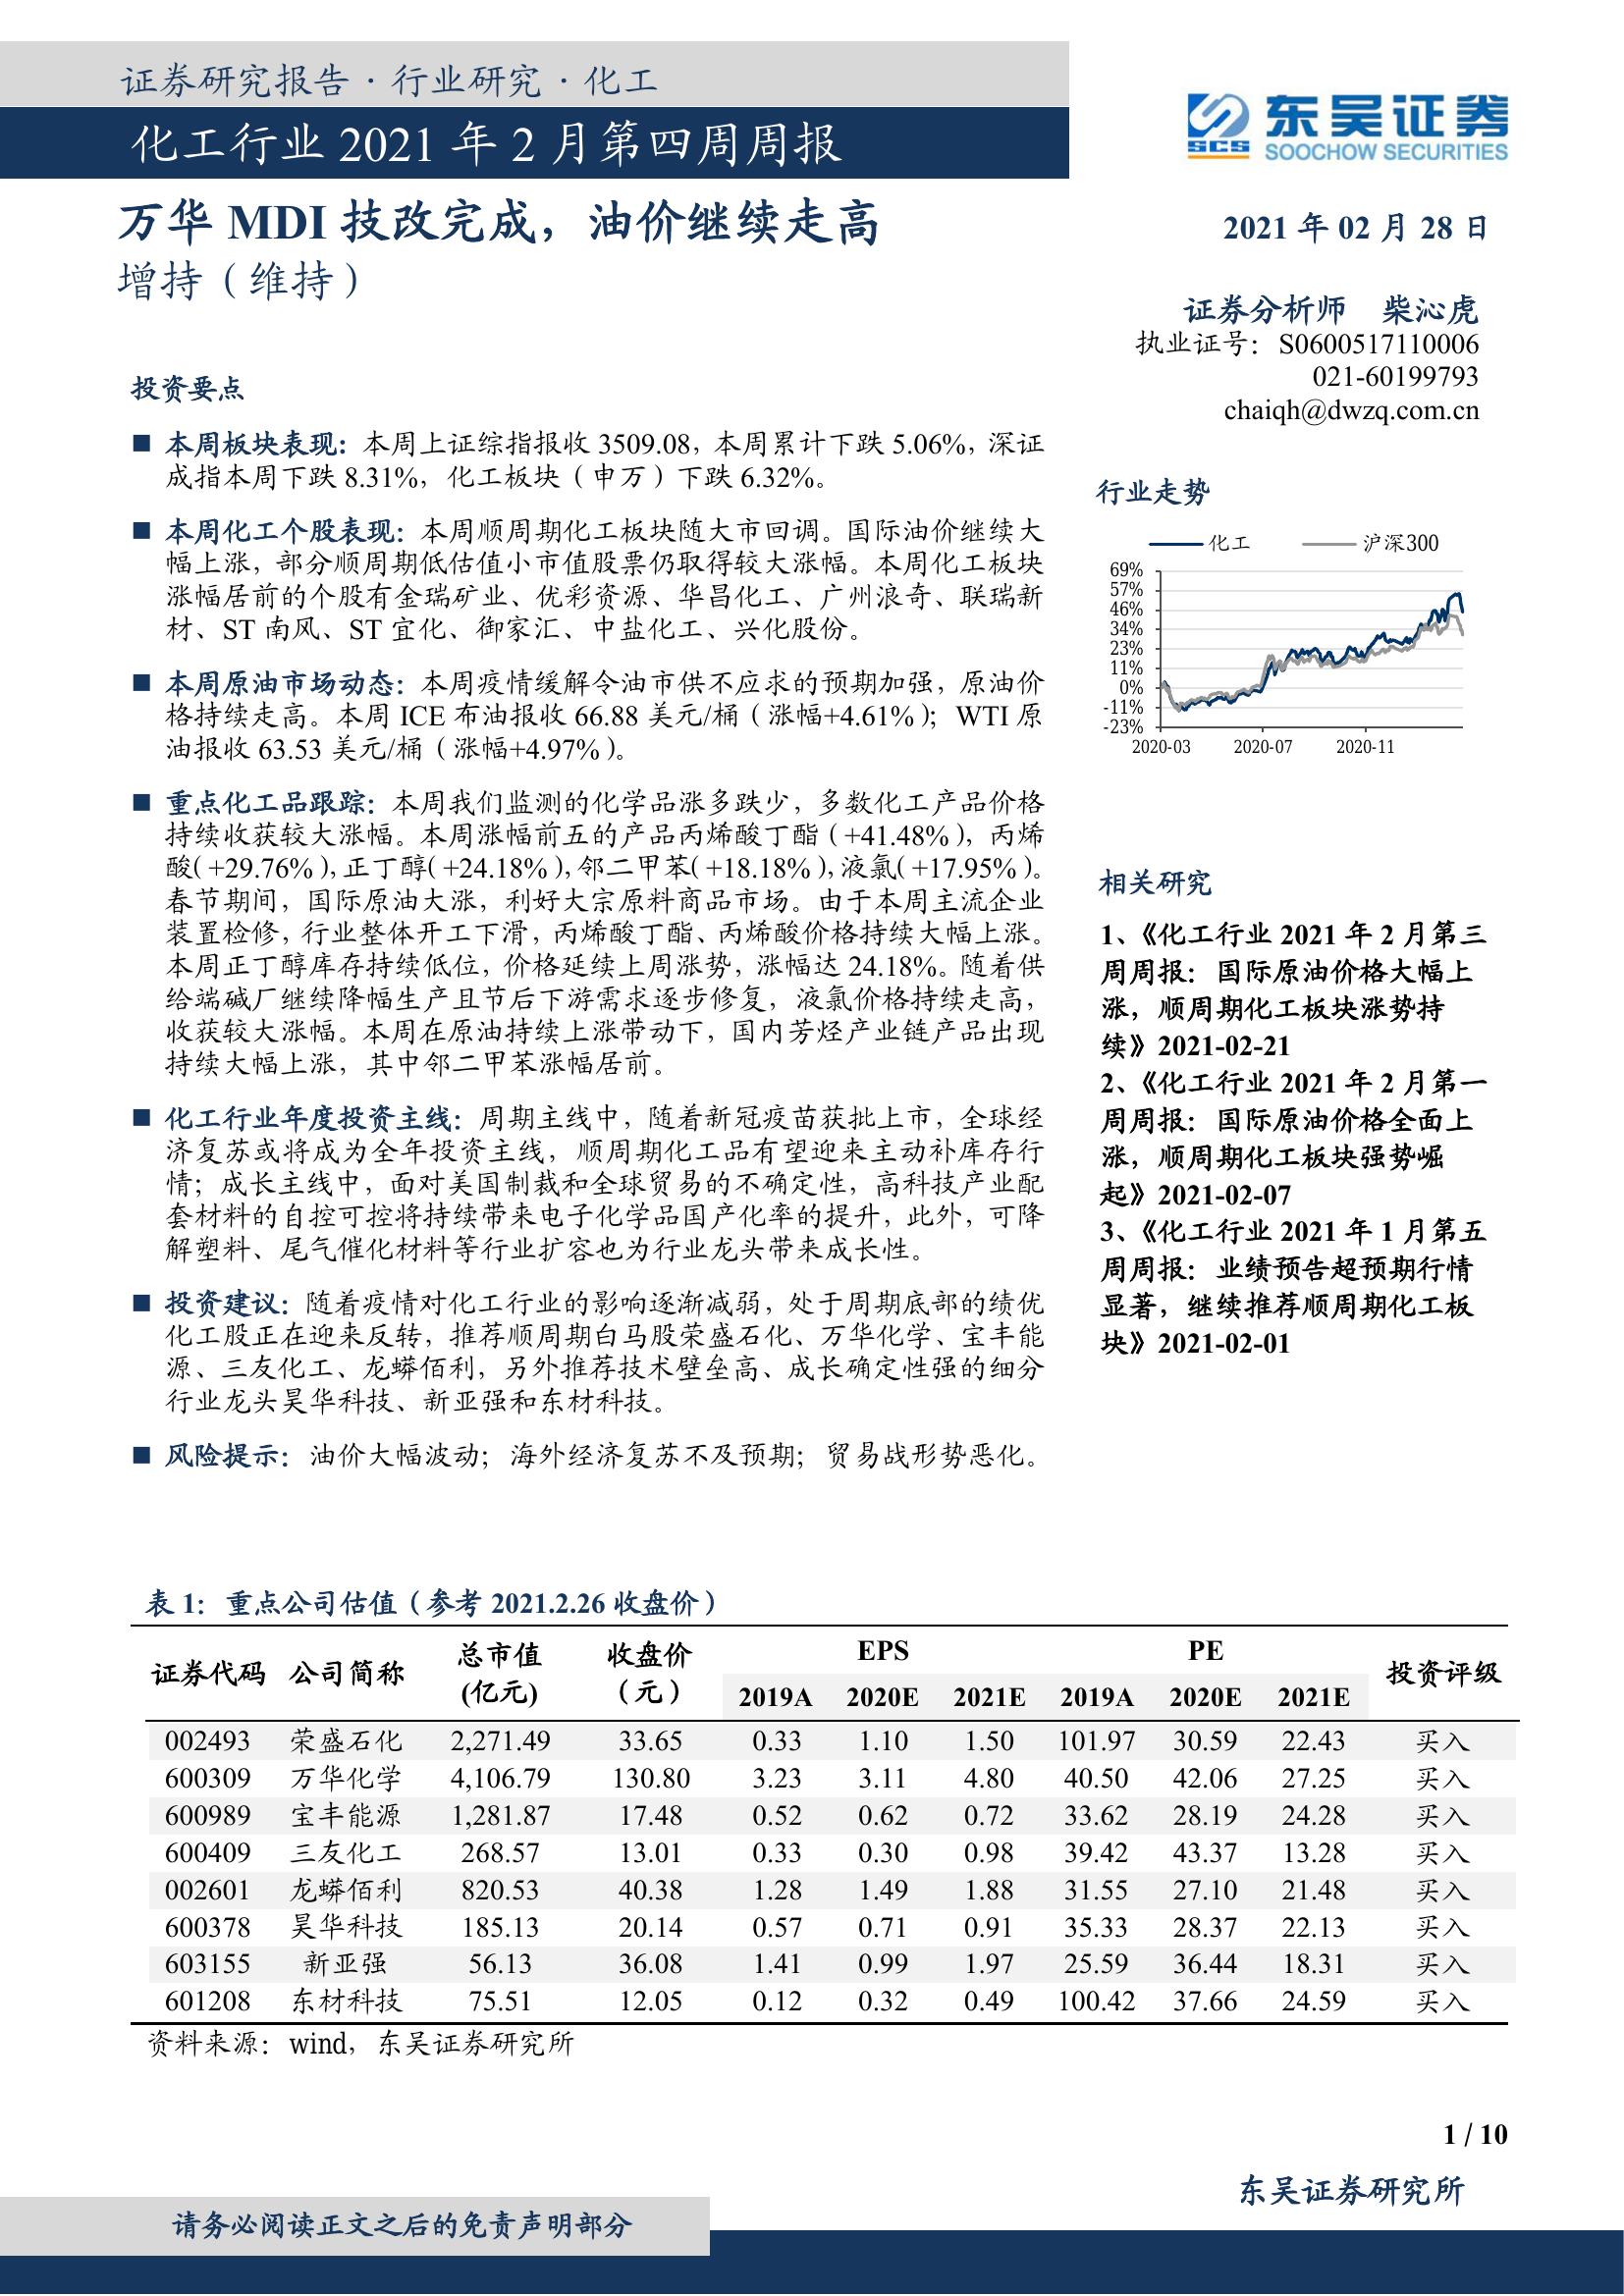 证券研究报告 · 行业研究 · 化工
化工行业 2021 年 2 月第四周周报
东吴证券
SCS
SOOCHOW SECURITIES
万华 MDI 技改完成，油价继续走高
增持（维持）
2021 年 02 月 28 日
证券分析师 柴沁虎
执业证号：S0600517110006
021-60199793
chaiqh@dwzq.com.cn
投资要点
■ 本周板块表现：本周上证综指报收 3509.08，本周累计下跌 5.06%，深证
成指本周下跌 8.31%，化工板块（申万）下跌 6.32%。
■ 本周化工个股表现：本周顺周期化工板块随大市回调。国际油价继续大
幅上涨，部分顺周期低估值小市值股票仍取得较大涨幅。本周化工板块
涨幅居前的个股有金瑞矿业、优彩资源、华昌化工、广州浪奇、联瑞新
材、ST 南风、ST 宜化、御家汇、中盐化工、兴化股份。
■ 本周原油市场动态：本周疫情缓解令油市供不应求的预期加强，原油价
格持续走高。本周 ICE 布油报收 66.88 美元/桶（涨幅+4.61%）；WTI 原
油报收 63.53 美元/桶（涨幅+4.97%）。
■ 重点化工品跟踪：本周我们监测的化学品涨多跌少，多数化工产品价格
持续收获较大涨幅。本周涨幅前五的产品丙烯酸丁酯（+41.48%），丙烯
酸（+29.76%），正丁醇（+24.18%），邻二甲苯（+18.18%），液氯（+17.95%）。
春节期间，国际原油大涨，利好大宗原料商品市场。由于本周主流企业
装置检修，行业整体开工下滑，丙烯酸丁酯、丙烯酸价格持续大幅上涨。
本周正丁醇库存持续低位，价格延续上周涨势，涨幅达 24.18%。随着供
给端碱厂继续降幅生产且节后下游需求逐步修复，液氯价格持续走高，
收获较大涨幅。本周在原油持续上涨带动下，国内芳烃产业链产品出现
持续大幅上涨，其中邻二甲苯涨幅居前。
■ 化工行业年度投资主线：周期主线中，随着新冠疫苗获批上市，全球经
济复苏或将成为全年投资主线，顺周期化工品有望迎来主动补库存行
情；成长主线中，面对美国制裁和全球贸易的不确定性，高科技产业配
套材料的自控可控将持续带来电子化学品国产化率的提升，此外，可降
解塑料、尾气催化材料等行业扩容也为行业龙头带来成长性。
■ 投资建议：随着疫情对化工行业的影响逐渐减弱，处于周期底部的绩优
化工股正在迎来反转，推荐顺周期白马股荣盛石化、万华化学、宝丰能
源、三友化工、龙蟒佰利，另外推荐技术壁垒高、成长确定性强的细分
行业龙头昊华科技、新亚强和东材科技。
■ 风险提示：油价大幅波动；海外经济复苏不及预期；贸易战形势恶化。
行业走势
化工 沪深300
69%
57%
46%
34%
23%
11%
0%
-11%
-23%
2020-03 2020-07 2020-11
相关研究
1、《化工行业 2021 年 2 月第三
周周报：国际原油价格大幅上
涨，顺周期化工板块涨势持
续》2021-02-21
2、《化工行业 2021 年 2 月第一
周周报：国际原油价格全面上
涨，顺周期化工板块强势崛
起》2021-02-07
3、《化工行业 2021 年 1 月第五
周周报：业绩预告超预期行情
显著，继续推荐顺周期化工板
块》2021-02-01
表 1：重点公司估值（参考 2021.2.26 收盘价）
证券代码 公司简称 总市值 收盘价 EPS PE 投资评级
(亿元) （元） 2019A 2020E 2021E 2019A 2020E 2021E
002493 荣盛石化 2,271.49 33.65 0.33 1.10 1.50 101.97 30.59 22.43 买入
600309 万华化学 4,106.79 130.80 3.23 3.11 4.80 40.50 42.06 27.25 买入
600989 宝丰能源 1,281.87 17.48 0.52 0.62 0.72 33.62 28.19 24.28 买入
600409 三友化工 268.57 13.01 0.33 0.30 0.98 39.42 43.37 13.28 买入
002601 龙蟒佰利 820.53 40.38 1.28 1.49 1.88 31.55 27.10 21.48 买入
600378 昊华科技 185.13 20.14 0.57 0.71 0.91 35.33 28.37 22.13 买入
603155 新亚强 56.13 36.08 1.41 0.99 1.97 25.59 36.44 18.31 买入
601208 东材科技 75.51 12.05 0.12 0.32 0.49 100.42 37.66 24.59 买入
资料来源：wind，东吴证券研究所
1 / 10
东吴证券研究所
请务必阅读正文之后的免责声明部分